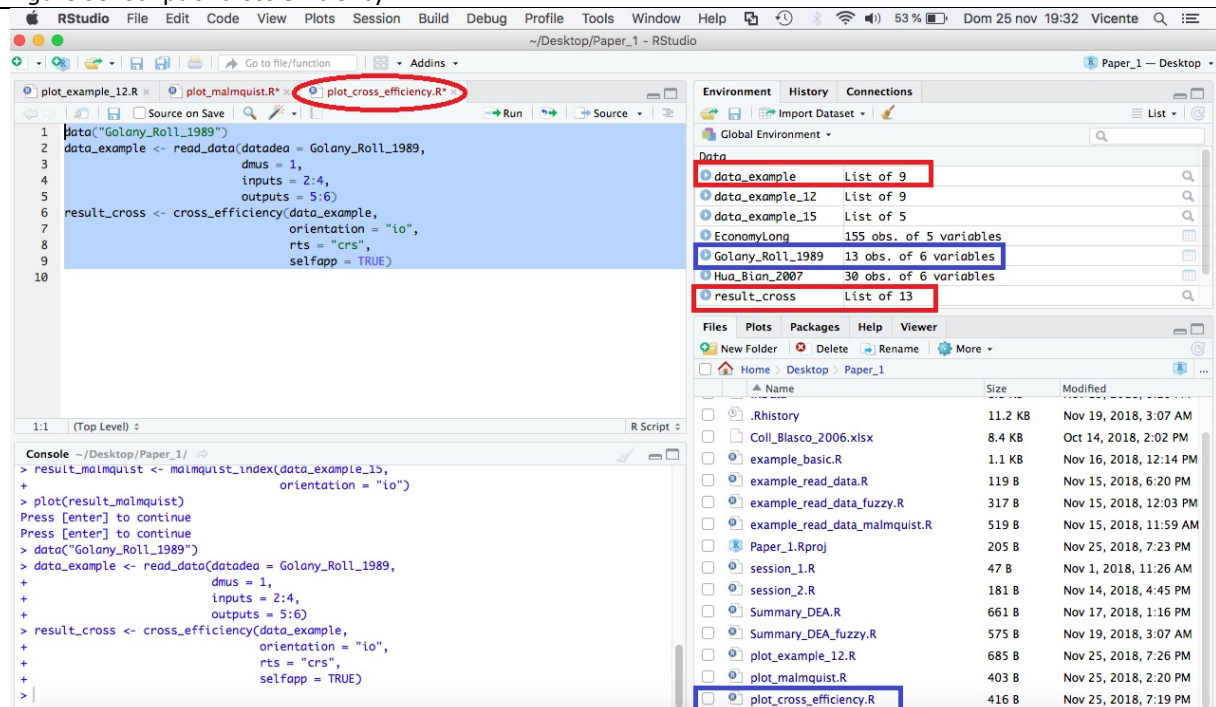 RStudio File Edit Code View Plots Session Build Debug Profile Tools Window Help 53 % Dom 25 nov 19:32 Vicente
~/Desktop/Paper_1 - RStudio
Go to file/function Addins Paper_1 — Desktop
plot_example_12.R plot_malmquist.R* plot_cross_efficiency.R*
Source on Save Run Source
1 data("Golany_Roll_1989")
2 data_example <- read_data(datadea = Golany_Roll_1989,
3 dmus = 1,
4 inputs = 2:4,
5 outputs = 5:6)
6 result_cross <- cross_efficiency(data_example,
7 orientation = "io",
8 rts = "crs",
9 selfapp = TRUE)
10
1:1 (Top Level) R Script
Console ~/Desktop/Paper_1/
> result_malmquist <- malmquist_index(data_example_15,
+ orientation = "io")
> plot(result_malmquist)
Press [enter] to continue
Press [enter] to continue
> data("Golany_Roll_1989")
> data_example <- read_data(datadea = Golany_Roll_1989,
+ dmus = 1,
+ inputs = 2:4,
+ outputs = 5:6)
> result_cross <- cross_efficiency(data_example,
+ orientation = "io",
+ rts = "crs",
+ selfapp = TRUE)
>
Environment History Connections
Import Dataset List
Global Environment
Data
data_example List of 9
data_example_12 List of 9
data_example_15 List of 5
EconomyLong 155 obs. of 5 variables
Golany_Roll_1989 13 obs. of 6 variables
Hua_Bian_2007 30 obs. of 6 variables
result_cross List of 13
Files Plots Packages Help Viewer
New Folder Delete Rename More
Home Desktop Paper_1
Name Size Modified
.Rhistory 11.2 KB Nov 19, 2018, 3:07 AM
Coll_Blasco_2006.xlsx 8.4 KB Oct 14, 2018, 2:02 PM
example_basic.R 1.1 KB Nov 16, 2018, 12:14 PM
example_read_data.R 119 B Nov 15, 2018, 6:20 PM
example_read_data_fuzzy.R 317 B Nov 15, 2018, 12:03 PM
example_read_data_malmquist.R 519 B Nov 15, 2018, 11:59 AM
Paper_1.Rproj 205 B Nov 25, 2018, 7:23 PM
session_1.R 47 B Nov 1, 2018, 11:26 AM
session_2.R 181 B Nov 14, 2018, 4:45 PM
Summary_DEA.R 661 B Nov 17, 2018, 1:16 PM
Summary_DEA_fuzzy.R 575 B Nov 19, 2018, 3:07 AM
plot_example_12.R 685 B Nov 25, 2018, 7:26 PM
plot_malmquist.R 403 B Nov 25, 2018, 2:20 PM
plot_cross_efficiency.R 416 B Nov 25, 2018, 7:19 PM